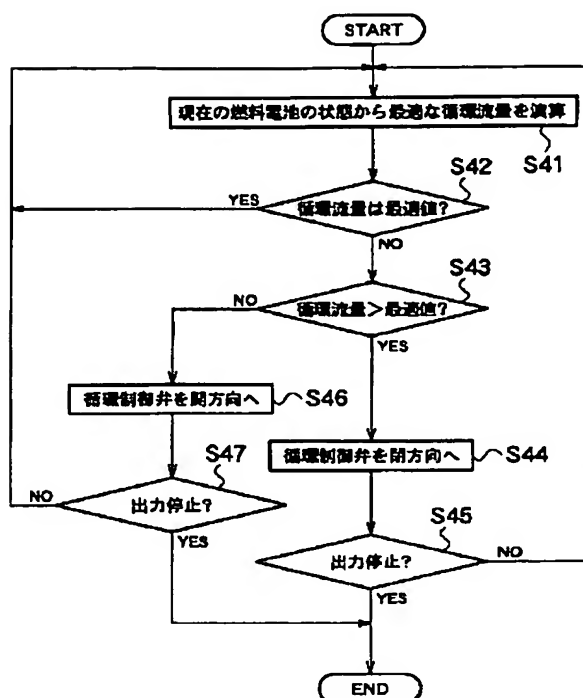 START
現在の燃料電池の状態から最適な循環流量を演算
S41
S42
YES
循環流量は最適値?
NO
S43
NO
循環流量>最適値?
YES
循環制御弁を開方向へ
S46
循環制御弁を閉方向へ
S44
S47
NO
出力停止?
YES
S45
出力停止?
NO
YES
END